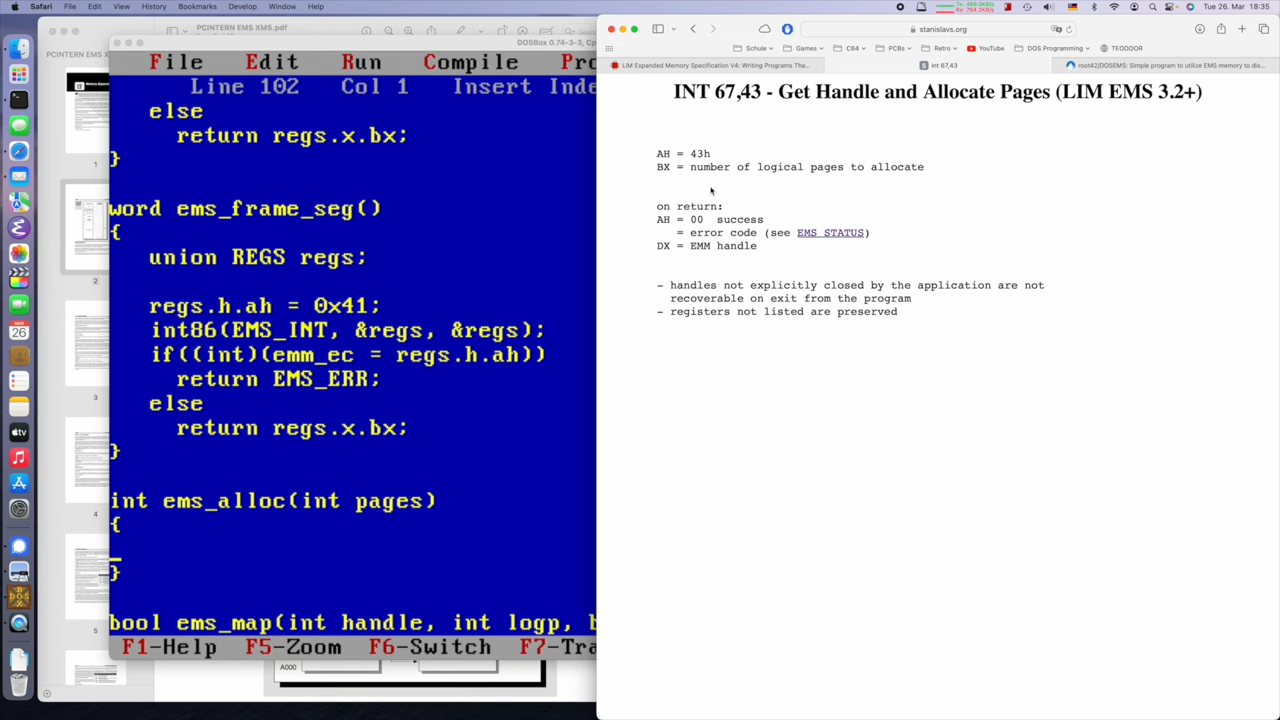 Safari File Edit View History Bookmarks Develop Window Help
Tue 26. Mar 18:35
PCINTERN EMS XMS.pdf
PCINTERN EMS XMS
1
2
3
4
5
A000
DOSBox 0.74-3-3, Cp
File Edit Run Compile Pro
Line 102 Col 1 Insert Inde
else
return regs.x.bx;
}
word ems_frame_seg()
{
union REGS regs;
regs.h.ah = 0x41;
int86(EMS_INT, &regs, &regs);
if((int)(emm_ec = regs.h.ah))
return EMS_ERR;
else
return regs.x.bx;
}
int ems_alloc(int pages)
{
}
bool ems_map(int handle, int logp, b
F1-Help F5-Zoom F6-Switch F7-Tra
stanislavs.org
Schule Games C64 PCBs Retro YouTube DOS Programming TEODOOR
LIM Expanded Memory Specification V4: Writing Programs Tha...
int 67,43
root42/DOSEMS: Simple program to utilize EMS memory to dis...
INT 67,43 - Get Handle and Allocate Pages (LIM EMS 3.2+)
AH = 43h
BX = number of logical pages to allocate
on return:
AH = 00 success
= error code (see EMS STATUS)
DX = EMM handle
- handles not explicitly closed by the application are not
recoverable on exit from the program
- registers not listed are preserved